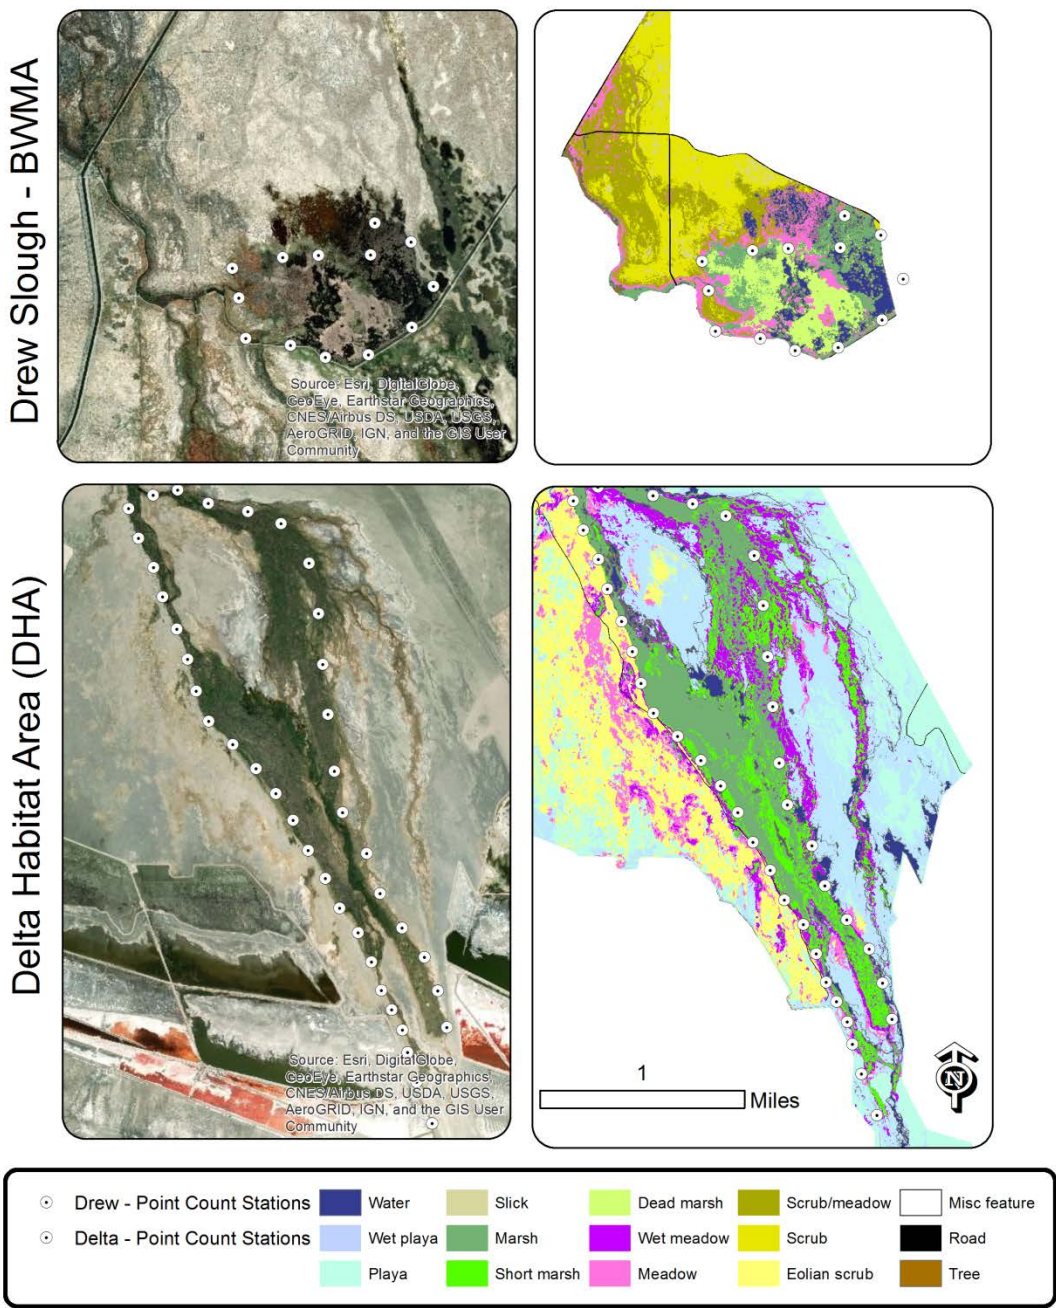 Drew Slough - BWMA
Source: Esri, DigitalGlobe,
GeoEye, Earthstar Geographics,
CNES/Airbus DS, USDA, USGS,
AeroGRID, IGN, and the GIS User
Community
Delta Habitat Area (DHA)
Source: Esri, DigitalGlobe,
GeoEye, Earthstar Geographics,
CNES/Airbus DS, USDA, USGS,
AeroGRID, IGN, and the GIS User
Community
1
Miles
N
Drew - Point Count Stations
Delta - Point Count Stations
Water
Wet playa
Playa
Slick
Marsh
Short marsh
Dead marsh
Wet meadow
Meadow
Scrub/meadow
Scrub
Eolian scrub
Misc feature
Road
Tree